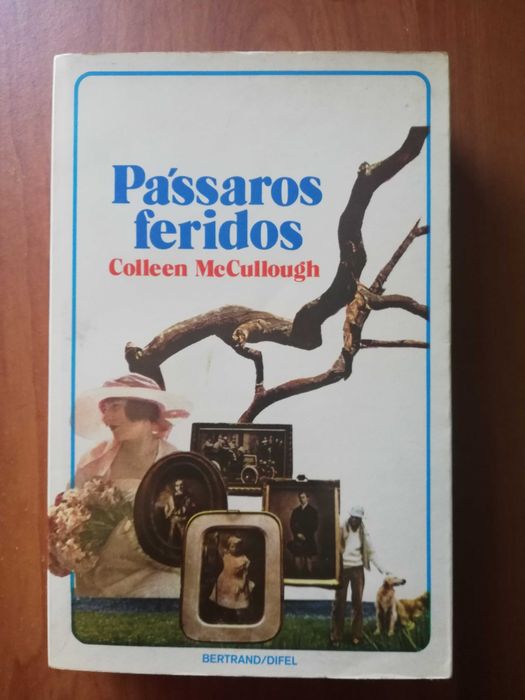 Pássaros
feridos
Colleen McCullough
BERTRAND/DIFEL